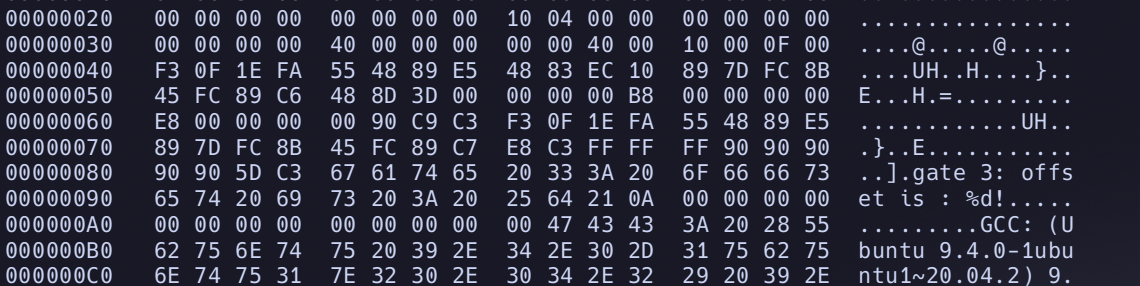 00000020 00 00 00 00 00 00 00 00 10 04 00 00 00 00 00 00 ................
00000030 00 00 00 00 40 00 00 00 00 00 40 00 10 00 0F 00 ....@.....@.....
00000040 F3 0F 1E FA 55 48 89 E5 48 83 EC 10 89 7D FC 8B ....UH..H....}..
00000050 45 FC 89 C6 48 8D 3D 00 00 00 00 B8 00 00 00 00 E...H.=.........
00000060 E8 00 00 00 00 90 C9 C3 F3 0F 1E FA 55 48 89 E5 ............UH..
00000070 89 7D FC 8B 45 FC 89 C7 E8 C3 FF FF FF 90 90 90 .}..E...........
00000080 90 90 5D C3 67 61 74 65 20 33 3A 20 6F 66 66 73 ..].gate 3: offs
00000090 65 74 20 69 73 20 3A 20 25 64 21 0A 00 00 00 00 et is : %d!.....
000000A0 00 00 00 00 00 00 00 00 00 47 43 43 3A 20 28 55 .........GCC: (U
000000B0 62 75 6E 74 75 20 39 2E 34 2E 30 2D 31 75 62 75 buntu 9.4.0-1ubu
000000C0 6E 74 75 31 7E 32 30 2E 30 34 2E 32 29 20 39 2E ntu1~20.04.2) 9.